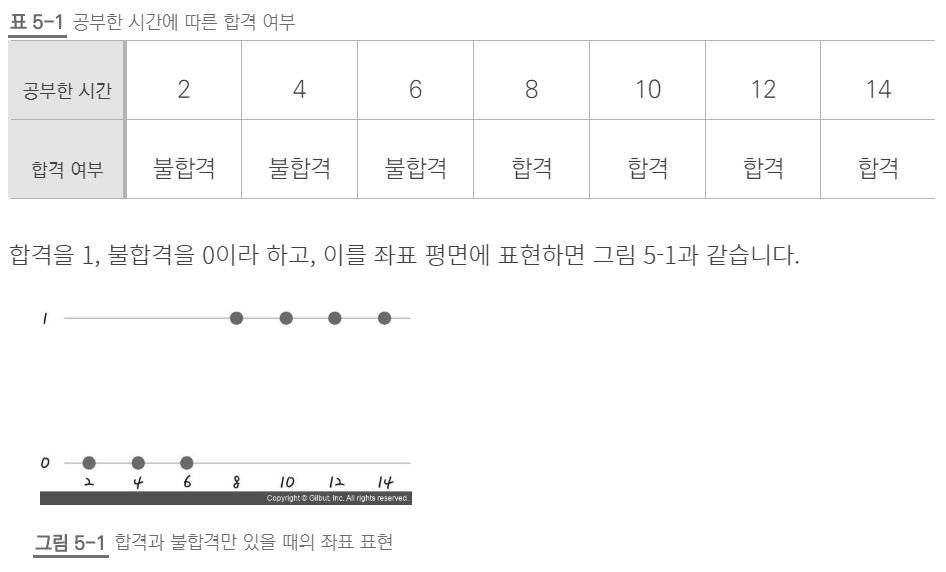 표 5-1 공부한 시간에 따른 합격 여부
공부한 시간 2 4 6 8 10 12 14
합격 여부 불합격 불합격 불합격 합격 합격 합격 합격
합격을 1, 불합격을 0이라 하고, 이를 좌표 평면에 표현하면 그림 5-1과 같습니다.
1
0
2 4 6 8 10 12 14
Copyright © Gilbut, Inc. All rights reserved.
그림 5-1 합격과 불합격만 있을 때의 좌표 표현